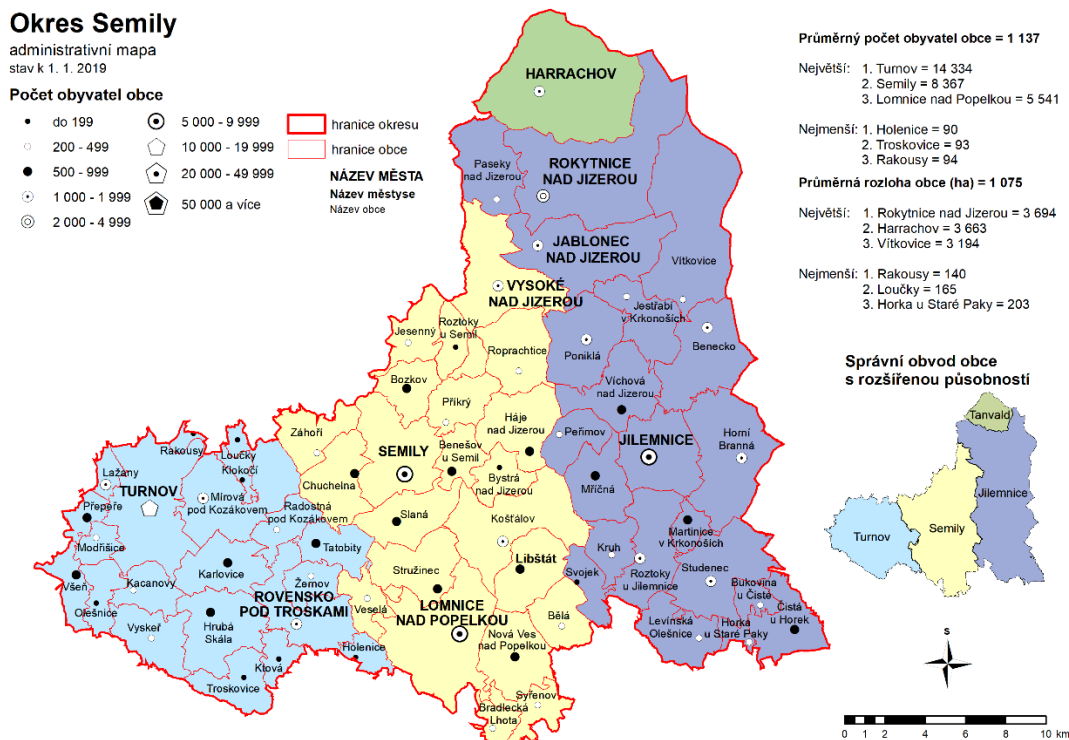 Okres Semily
administrativní mapa
stav k 1. 1. 2019
Počet obyvatel obce
do 199
200 - 499
500 - 999
1 000 - 1 999
2 000 - 4 999
5 000 - 9 999
10 000 - 19 999
20 000 - 49 999
50 000 a více
hranice okresu
hranice obce
NÁZEV MĚSTA
Název městyse
Název obce
Průměrný počet obyvatel obce = 1 137
Největší: 1. Turnov = 14 334
2. Semily = 8 367
3. Lomnice nad Popelkou = 5 541
Nejmenší: 1. Holenice = 90
2. Troskovice = 93
3. Rakousy = 94
Průměrná rozloha obce (ha) = 1 075
Největší: 1. Rokytnice nad Jizerou = 3 694
2. Harrachov = 3 663
3. Vítkovice = 3 194
Nejmenší: 1. Rakousy = 140
2. Loučky = 165
3. Horka u Staré Paky = 203
HARRACHOV
Paseky
nad Jizerou
ROKYTNICE
NAD JIZEROU
JABLONEC
NAD JIZEROU
Vítkovice
VYSOKÉ
NAD JIZEROU
Jestřabí
v Krkonoších
Jesenný
Roztoky
u Semil
Roprachtice
Poniklá
Benecko
Bozkov
Víchová
nad Jizerou
Příkrý
Háje
nad Jizerou
Peřimov
JILEMNICE
Horní
Branná
Záhoří
SEMILY
Benešov
u Semil
Bystrá
nad Jizerou
Rakousy
Loučky
Klokočí
Lažany
TURNOV
Mírová
pod Kozákovem
Chuchelna
Radostná
pod Kozákovem
Mříčná
Přepeře
Modřišice
Slaná
Košťálov
Martinice
v Krkonoších
Tatobity
Libštát
Kruh
Všeň
Kacanovy
Karlovice
Žernov
Stružinec
Svojek
Roztoky
u Jilemnice
Studenec
Olešnice
ROVENSKO
POD TROSKAMI
Veselá
LOMNICE
NAD POPELKOU
Bukovina
u Čisté
Vyskeř
Hrubá
Skála
Bělá
Levínská
Olešnice
Horka
u Staré Paky
Čistá
u Horek
Nová Ves
nad Popelkou
Holenice
Ktová
Troskovice
Syřenov
Bradlecká
Lhota
Správní obvod obce
s rozšířenou působností
Tanvald
Jilemnice
Semily
Turnov
S
0 1 2 4 6 8 10 km